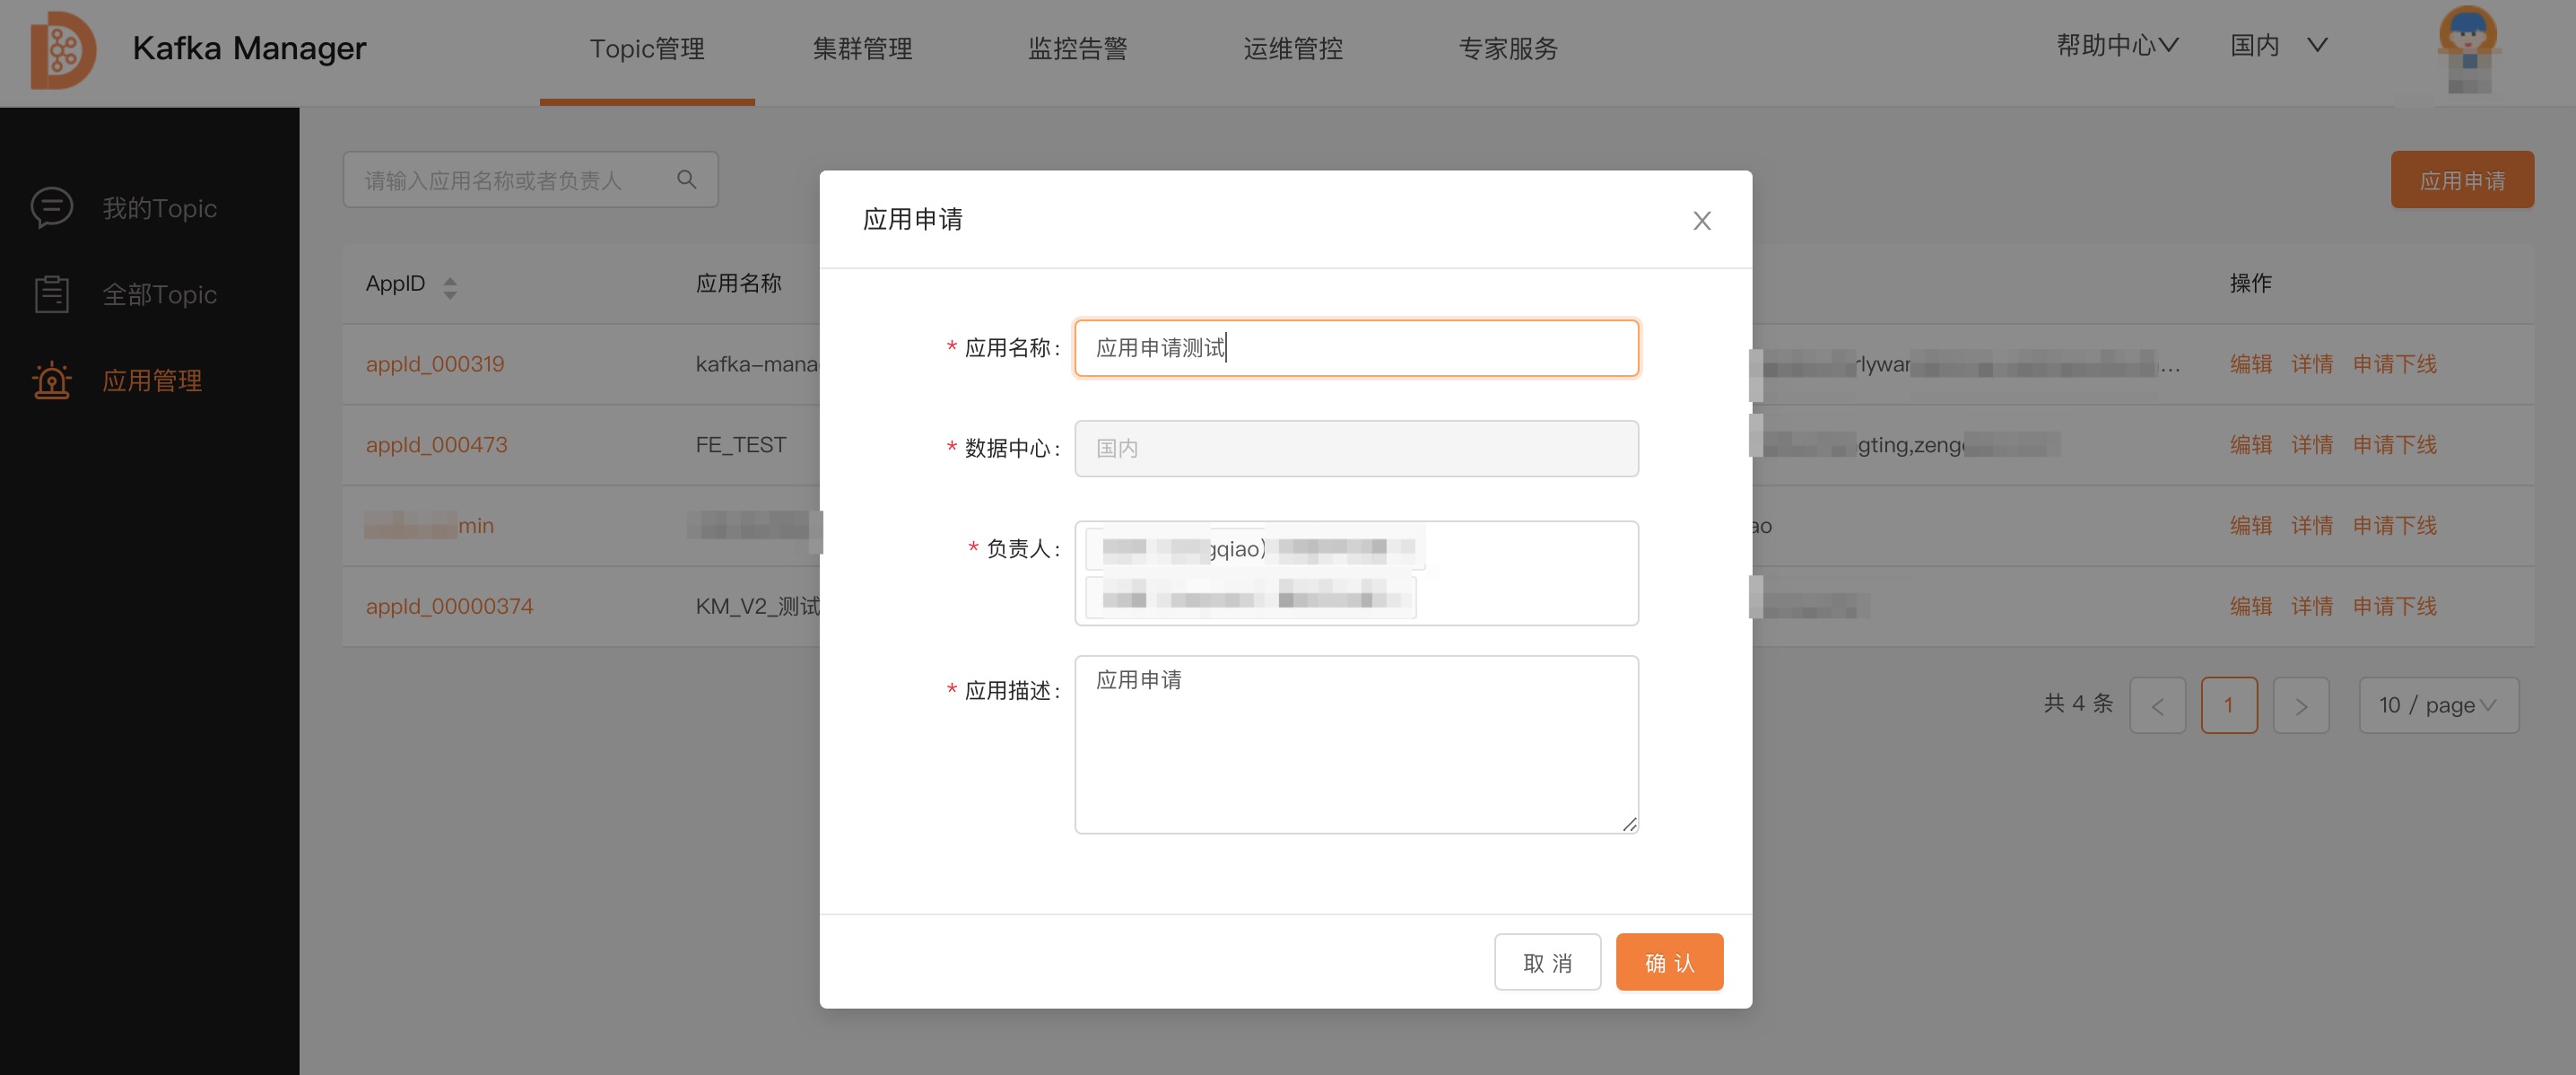 Kafka Manager
Topic管理
集群管理
监控告警
运维管控
专家服务
帮助中心
国内
我的Topic
全部Topic
应用管理
请输入应用名称或者负责人
应用申请
AppID
应用名称
操作
appId_000319
kafka-mana
rlywan
...
编辑 详情 申请下线
appId_000473
FE_TEST
gting,zeng
编辑 详情 申请下线
min
ao
编辑 详情 申请下线
appId_00000374
KM_V2_测试
编辑 详情 申请下线
共 4 条
<
1
>
10 / page
应用申请
* 应用名称:
应用申请测试
* 数据中心:
国内
* 负责人:
gqiao)
* 应用描述:
应用申请
取 消
确 认